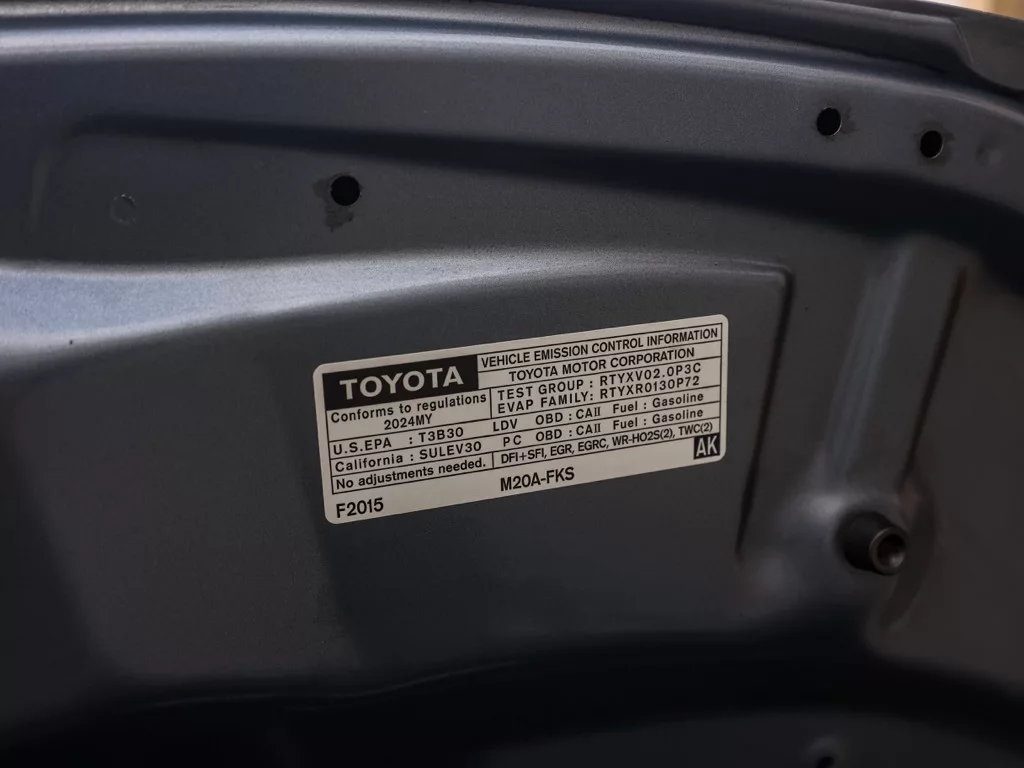 TOYOTA
VEHICLE EMISSION CONTROL INFORMATION
TOYOTA MOTOR CORPORATION
Conforms to regulations
2024MY
TEST GROUP : RTYXV02.0P3C
EVAP FAMILY: RTYXR0130P72
U.S.EPA : T3B30
LDV OBD : CAII Fuel : Gasoline
California : SULEV30
PC OBD : CAII Fuel : Gasoline
No adjustments needed.
DFI+SFI, EGR, EGRC, WR-HO2S(2), TWC(2)
AK
F2015
M20A-FKS